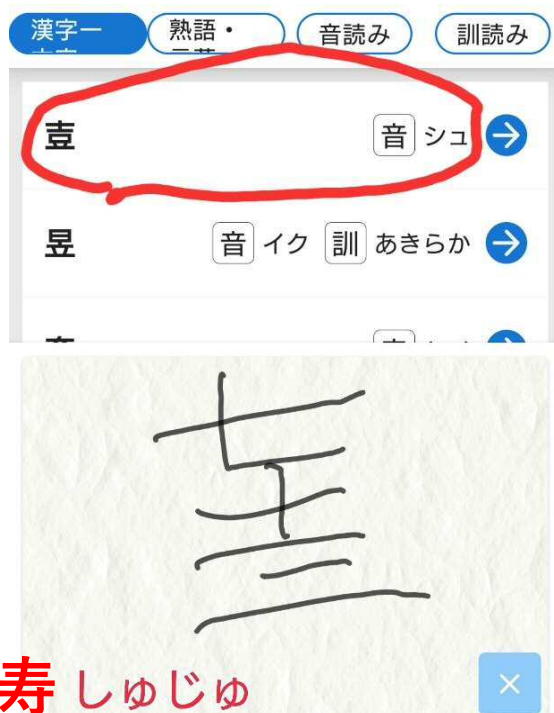 漢字一 熟語・ 音読み 訓読み
壴 音 シュ
昱 音 イク 訓 あきらか
寿 しゅじゅ